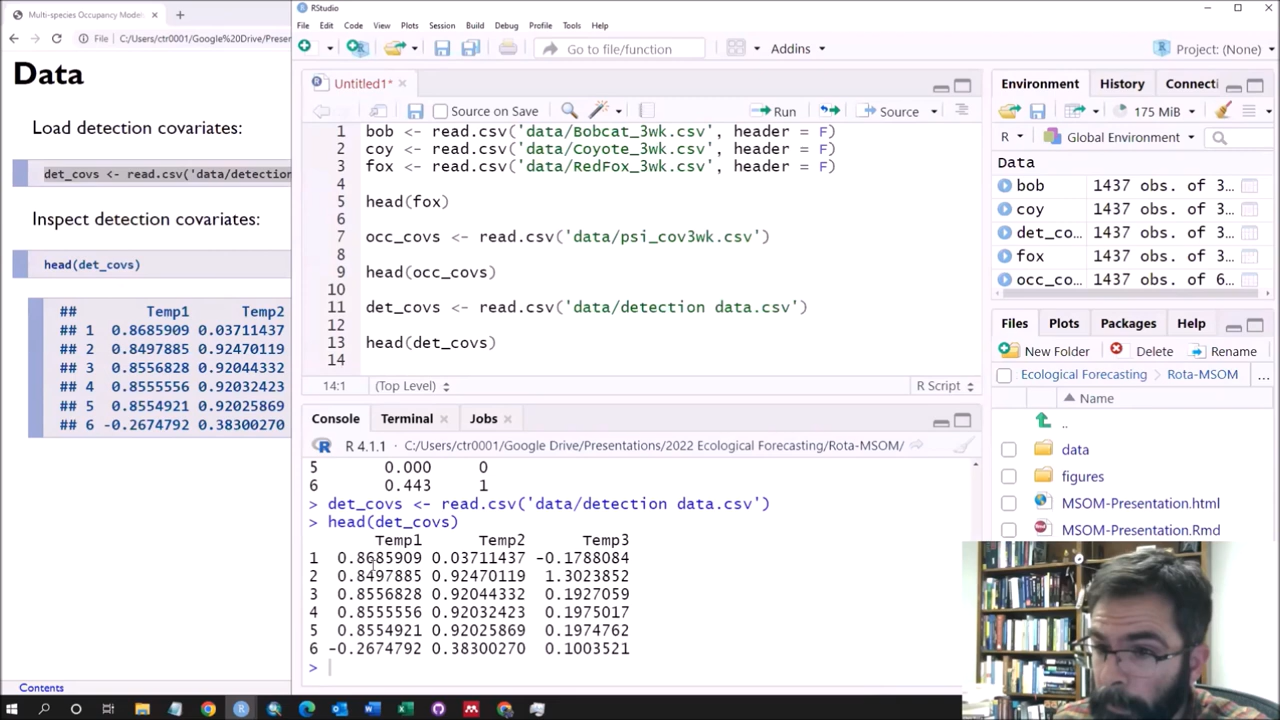 Multi-species Occupancy Model
File C:/Users/ctr0001/Google%20Drive/Presen
Data
Load detection covariates:
det_covs <- read.csv('data/detection
Inspect detection covariates:
head(det_covs)
## Temp1 Temp2
## 1 0.8685909 0.03711437
## 2 0.8497885 0.92470119
## 3 0.8556828 0.92044332
## 4 0.8555556 0.92032423
## 5 0.8554921 0.92025869
## 6 -0.2674792 0.38300270
Contents
RStudio
File Edit Code View Plots Session Build Debug Profile Tools Help
Go to file/function Addins Project: (None)
Untitled1*
Source on Save Run Source
1 bob <- read.csv('data/Bobcat_3wk.csv', header = F)
2 coy <- read.csv('data/Coyote_3wk.csv', header = F)
3 fox <- read.csv('data/RedFox_3wk.csv', header = F)
4
5 head(fox)
6
7 occ_covs <- read.csv('data/psi_cov3wk.csv')
8
9 head(occ_covs)
10
11 det_covs <- read.csv('data/detection data.csv')
12
13 head(det_covs)
14
14:1 (Top Level) R Script
Console Terminal Jobs
R 4.1.1 · C:/Users/ctr0001/Google Drive/Presentations/2022 Ecological Forecasting/Rota-MSOM/
5 0.000 0
6 0.443 1
> det_covs <- read.csv('data/detection data.csv')
> head(det_covs)
Temp1 Temp2 Temp3
1 0.8685909 0.03711437 -0.1788084
2 0.8497885 0.92470119 1.3023852
3 0.8556828 0.92044332 0.1927059
4 0.8555556 0.92032423 0.1975017
5 0.8554921 0.92025869 0.1974762
6 -0.2674792 0.38300270 0.1003521
>
Environment History Connecti
175 MiB
R Global Environment
Data
bob 1437 obs. of 3…
coy 1437 obs. of 3…
det_co… 1437 obs. of 3…
fox 1437 obs. of 3…
occ_co… 1437 obs. of 6…
Files Plots Packages Help
New Folder Delete Rename
Ecological Forecasting Rota-MSOM ...
Name
..
data
figures
MSOM-Presentation.html
MSOM-Presentation.Rmd